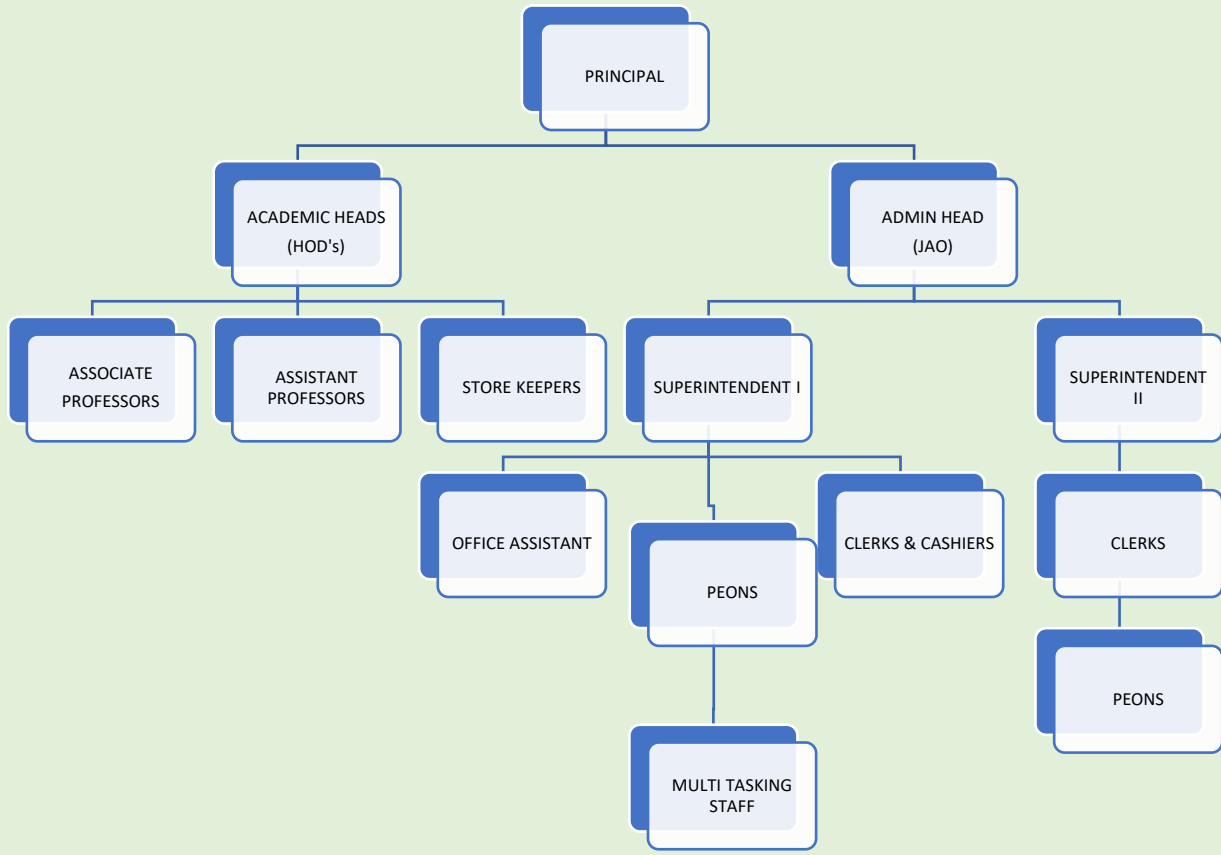 PRINCIPAL
ACADEMIC HEADS
(HOD's)
ADMIN HEAD
(JAO)
ASSOCIATE
PROFESSORS
ASSISTANT
PROFESSORS
STORE KEEPERS
SUPERINTENDENT I
SUPERINTENDENT
II
OFFICE ASSISTANT
PEONS
CLERKS & CASHIERS
CLERKS
MULTI TASKING
STAFF
PEONS